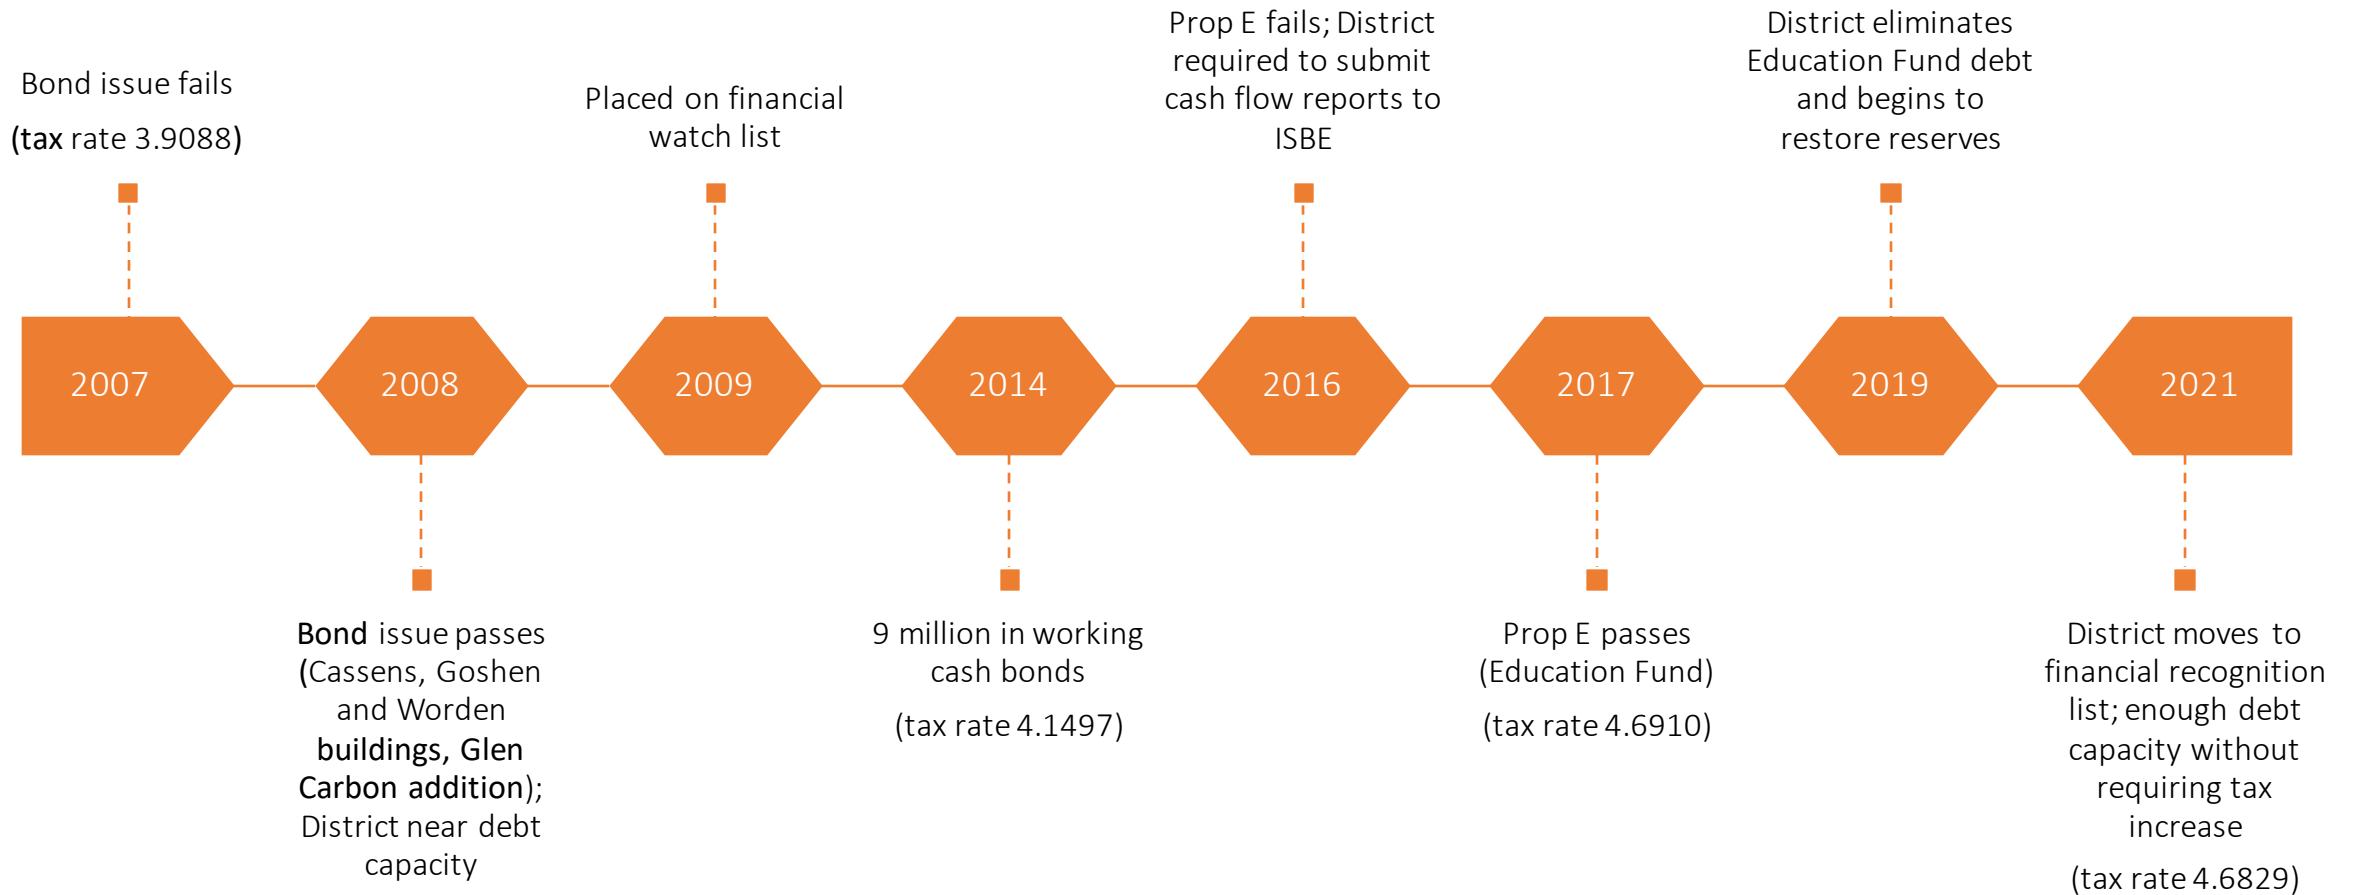 Bond issue fails
(tax rate 3.9088)
Placed on financial
watch list
Prop E fails; District
required to submit
cash flow reports to
ISBE
District eliminates
Education Fund debt
and begins to
restore reserves
2007
2008
2009
2014
2016
2017
2019
2021
Bond issue passes
(Cassens, Goshen
and Worden
buildings, Glen
Carbon addition);
District near debt
capacity
9 million in working
cash bonds
(tax rate 4.1497)
Prop E passes
(Education Fund)
(tax rate 4.6910)
District moves to
financial recognition
list; enough debt
capacity without
requiring tax
increase
(tax rate 4.6829)